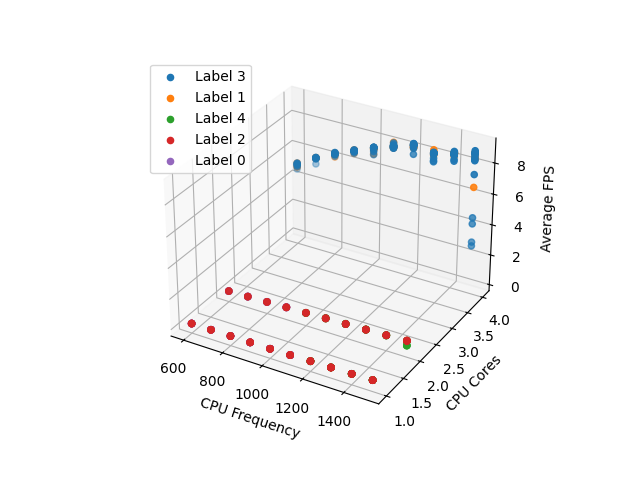 Label 3
Label 1
Label 4
Label 2
Label 0
8
6
4
2
0
Average FPS
4.0
3.5
3.0
2.5
2.0
1.5
1.0
CPU Cores
600
800
1000
1200
1400
CPU Frequency